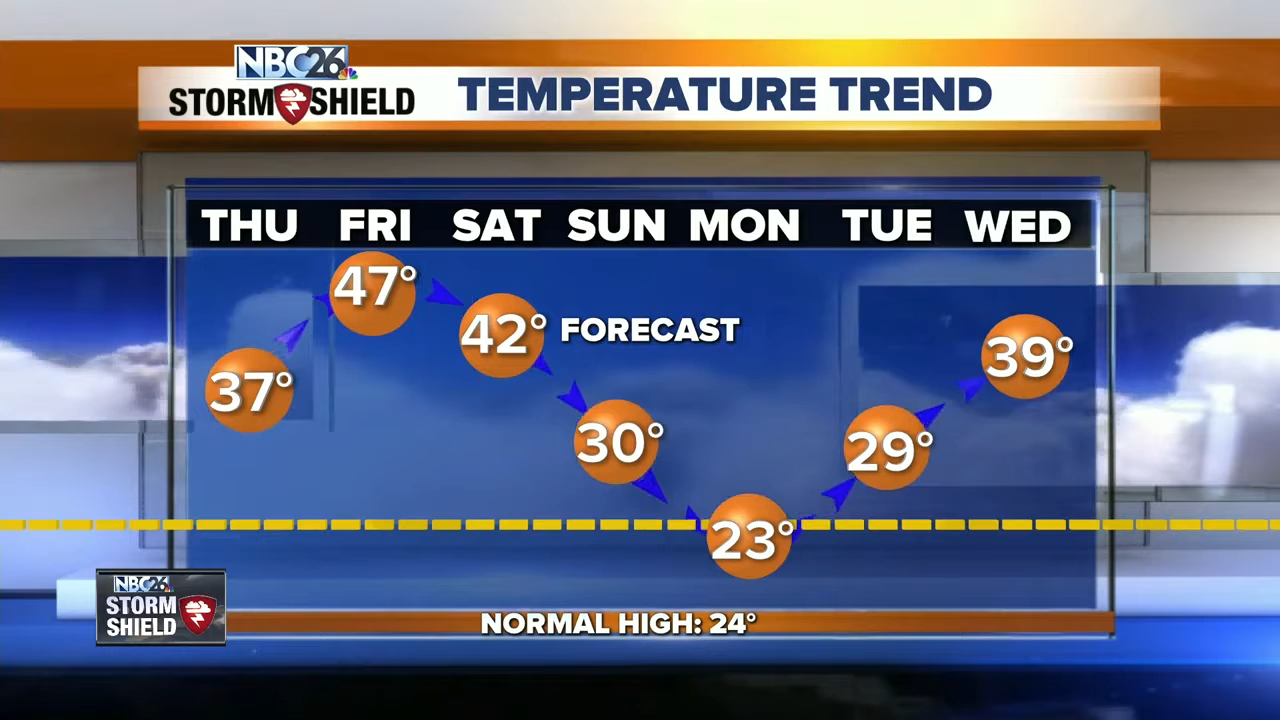 NBC26
STORM SHIELD
TEMPERATURE TREND
THU FRI SAT SUN MON TUE WED
37° 47° 42° 30° 23° 29° 39°
FORECAST
NBC26
STORM
SHIELD
NORMAL HIGH: 24°